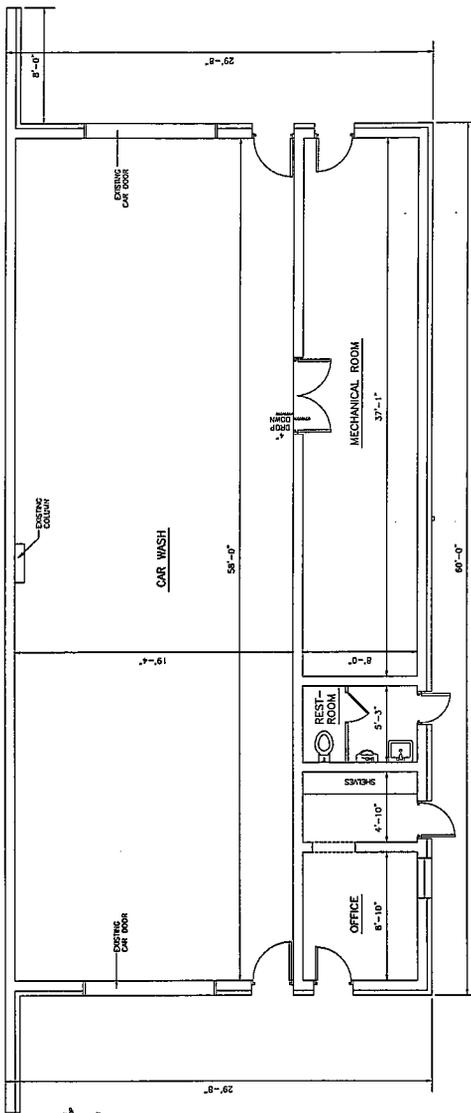 8'-0"
29'-8"
EXISTING
CAR DOOR
MECHANICAL ROOM
37'-1"
DROP
DOWN
4"
EXISTING
COLUMN
CAR WASH
58'-0"
60'-0"
19'-4"
8'-0"
REST-
ROOM
5'-3"
SHELVES
4'-10"
OFFICE
8'-10"
EXISTING
CAR DOOR
29'-8"